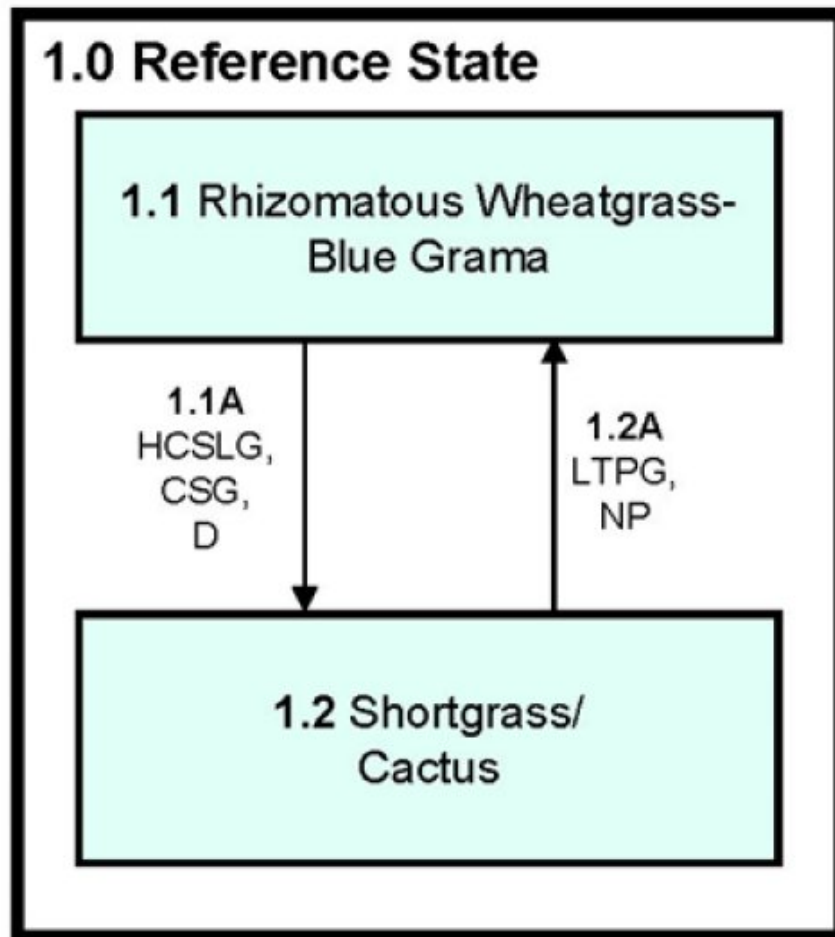 1.0 Reference State
1.1 Rhizomatous Wheatgrass-
Blue Grama
1.1A
HCSLG,
CSG,
D
1.2A
LTPG,
NP
1.2 Shortgrass/
Cactus